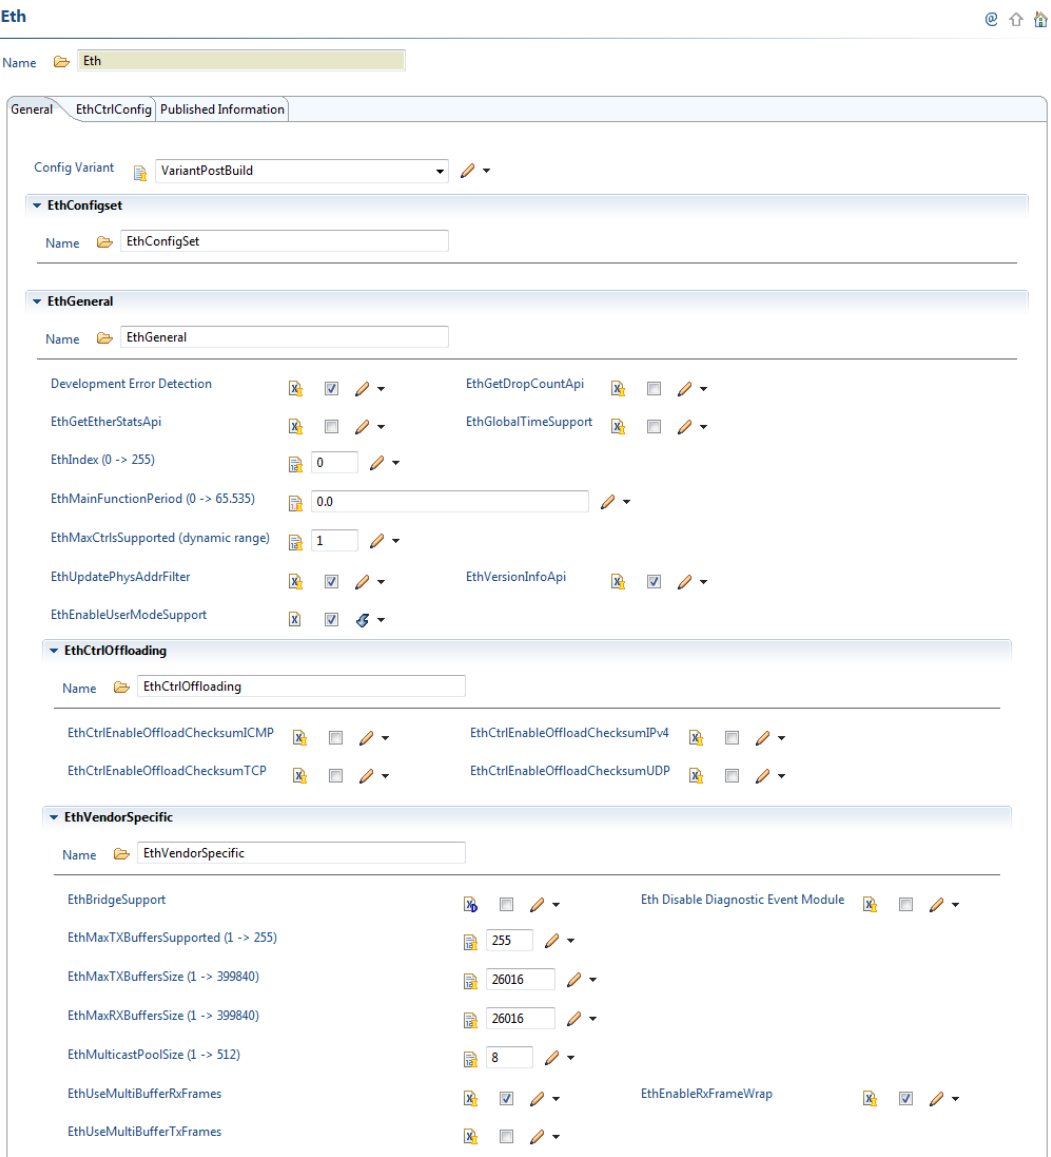 Eth
Name Eth
General EthCtrlConfig Published Information
Config Variant VariantPostBuild
EthConfigset
Name EthConfigSet
EthGeneral
Name EthGeneral
Development Error Detection EthGetDropCountApi
EthGetEtherStatsApi EthGlobalTimeSupport
EthIndex (0 -> 255) 0
EthMainFunctionPeriod (0 -> 65.535) 0.0
EthMaxCtrlsSupported (dynamic range) 1
EthUpdatePhysAddrFilter EthVersionInfoApi
EthEnableUserModeSupport
EthCtrlOffloading
Name EthCtrlOffloading
EthCtrlEnableOffloadChecksumICMP EthCtrlEnableOffloadChecksumIPv4
EthCtrlEnableOffloadChecksumTCP EthCtrlEnableOffloadChecksumUDP
EthVendorSpecific
Name EthVendorSpecific
EthBridgeSupport Eth Disable Diagnostic Event Module
EthMaxTXBuffersSupported (1 -> 255) 255
EthMaxTXBuffersSize (1 -> 399840) 26016
EthMaxRXBuffersSize (1 -> 399840) 26016
EthMulticastPoolSize (1 -> 512) 8
EthUseMultiBufferRxFrames EthEnableRxFrameWrap
EthUseMultiBufferTxFrames